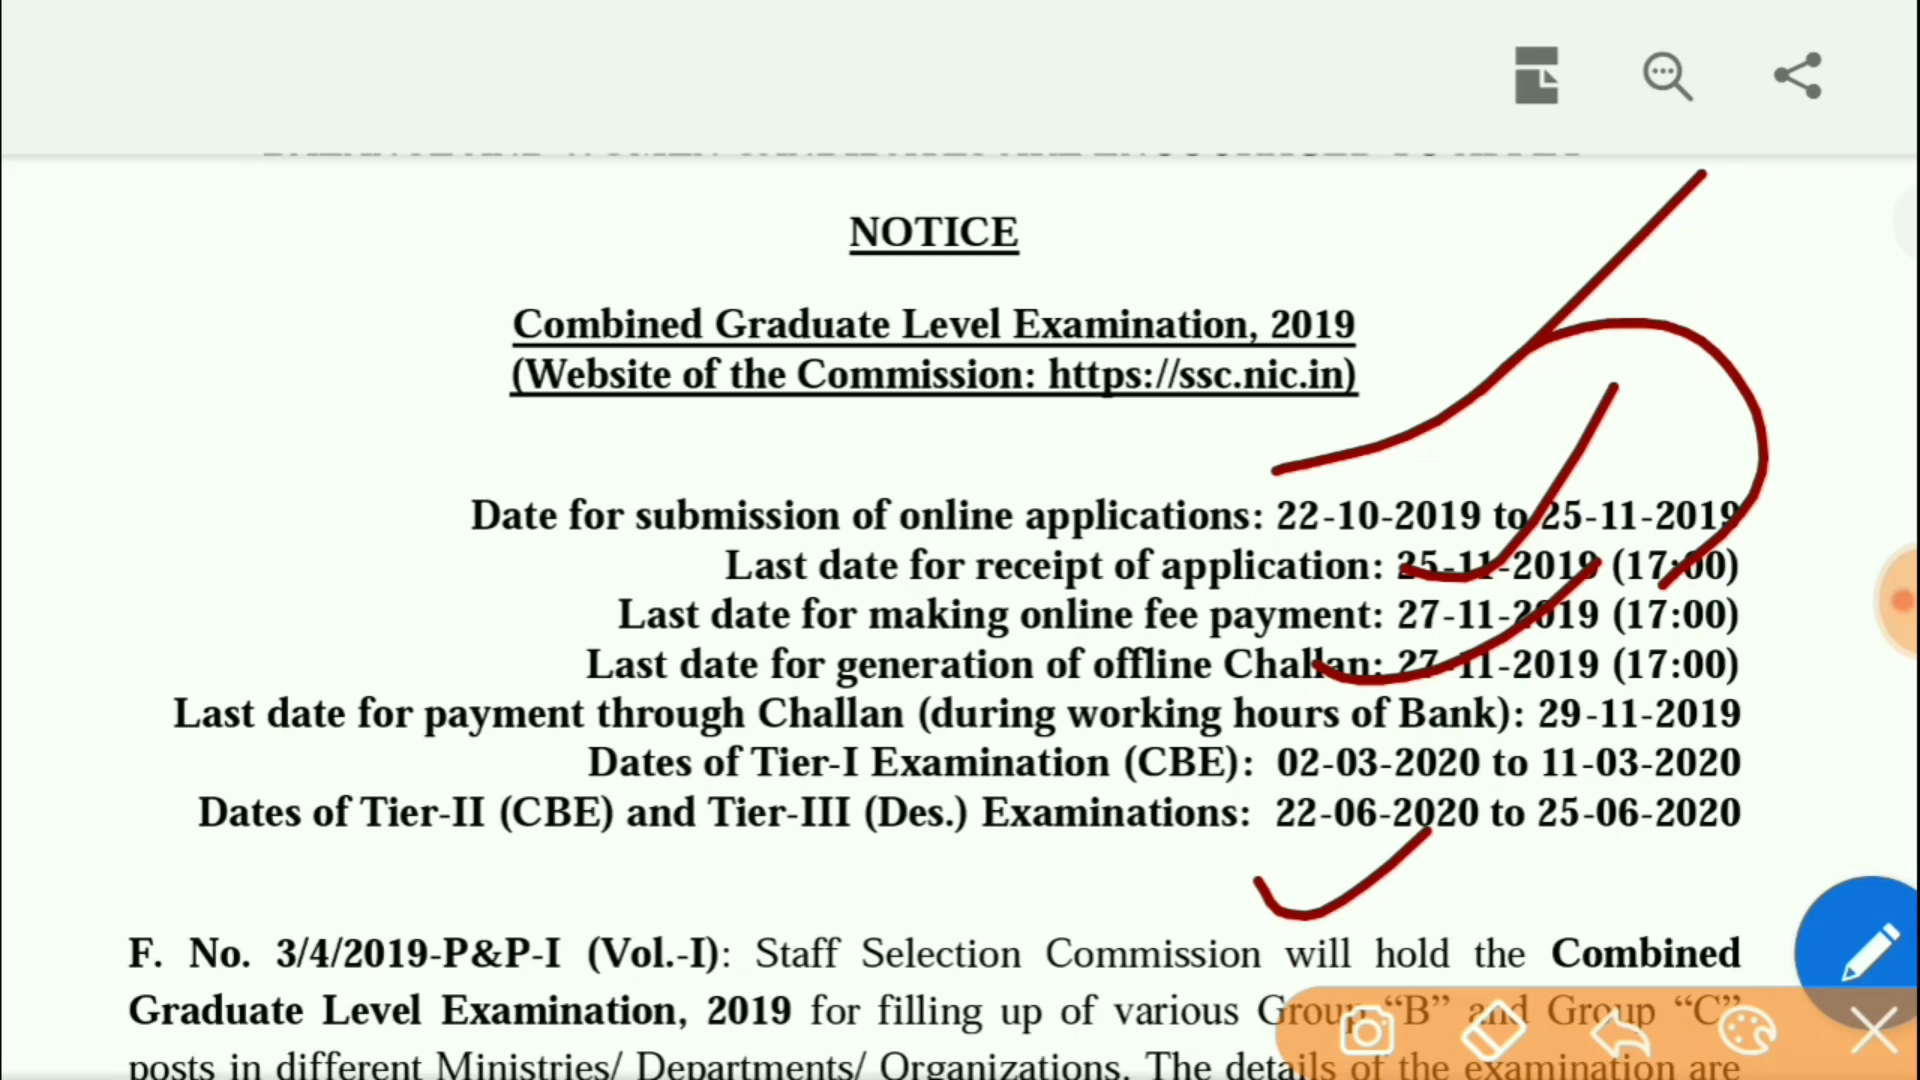 NOTICE
Combined Graduate Level Examination, 2019
(Website of the Commission: https://ssc.nic.in)
Date for submission of online applications: 22-10-2019 to 25-11-2019
Last date for receipt of application: 25-11-2019 (17:00)
Last date for making online fee payment: 27-11-2019 (17:00)
Last date for generation of offline Challan: 27-11-2019 (17:00)
Last date for payment through Challan (during working hours of Bank): 29-11-2019
Dates of Tier-I Examination (CBE): 02-03-2020 to 11-03-2020
Dates of Tier-II (CBE) and Tier-III (Des.) Examinations: 22-06-2020 to 25-06-2020
F. No. 3/4/2019-P&P-I (Vol.-I): Staff Selection Commission will hold the Combined
Graduate Level Examination, 2019 for filling up of various Group “B” and Group “C”
posts in different Ministries/ Departments/ Organizations. The details of the examination are